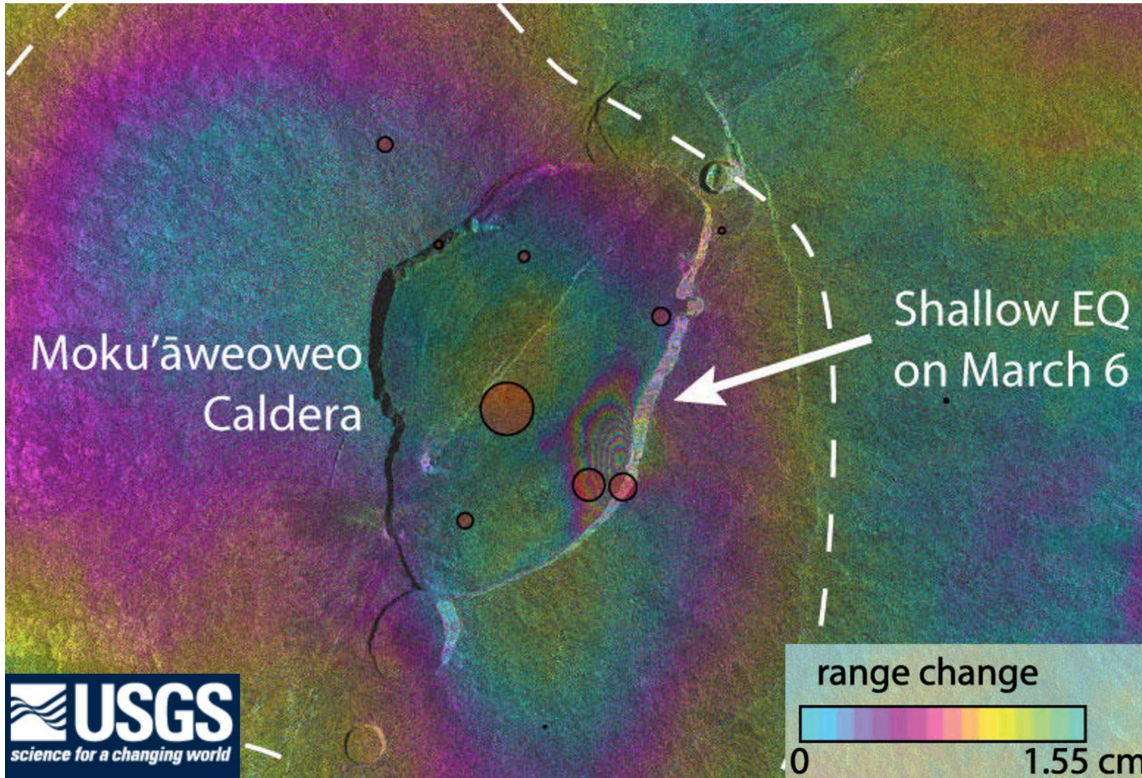 Moku’āweoweo
Caldera
Shallow EQ
on March 6
range change
0
1.55 cm
USGS
science for a changing world